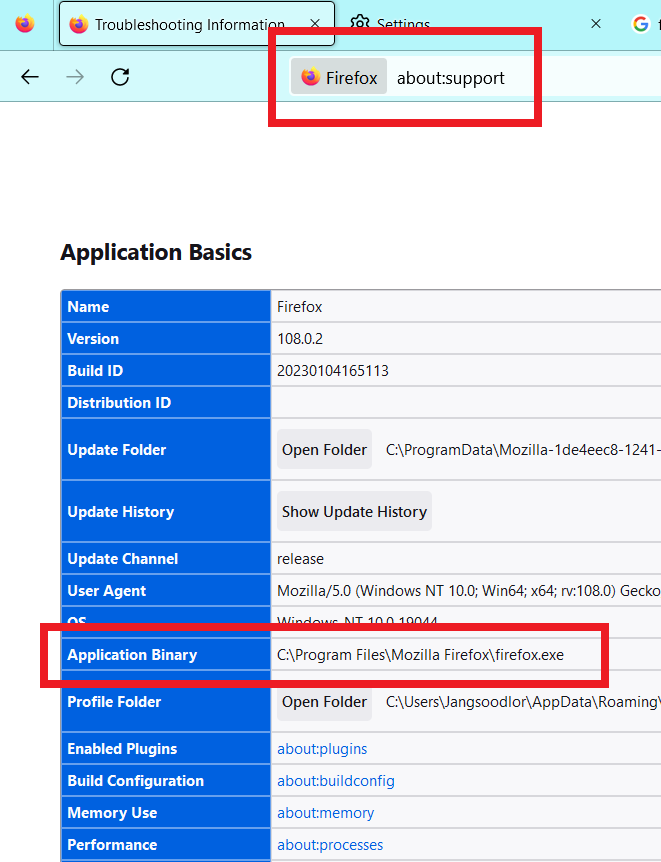 Troubleshooting Information
Settings
Firefox about:support
Application Basics
Name Firefox
Version 108.0.2
Build ID 20230104165113
Distribution ID
Update Folder Open Folder C:\ProgramData\Mozilla-1de4eec8-1241-
Update History Show Update History
Update Channel release
User Agent Mozilla/5.0 (Windows NT 10.0; Win64; x64; rv:108.0) Gecko
OS Windows_NT 10.0 19044
Application Binary C:\Program Files\Mozilla Firefox\firefox.exe
Profile Folder Open Folder C:\Users\Jangsoodlor\AppData\Roaming\
Enabled Plugins about:plugins
Build Configuration about:buildconfig
Memory Use about:memory
Performance about:processes